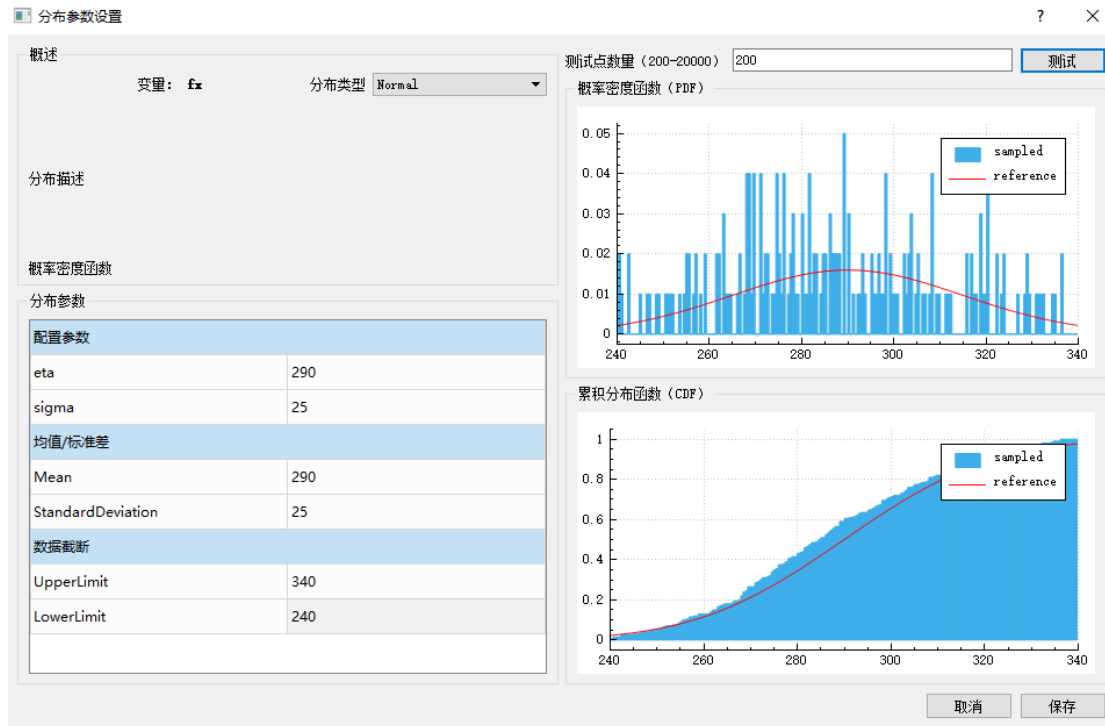 分布参数设置
?
概述
变量： fx
分布类型 Normal
分布描述
概率密度函数
分布参数
配置参数
eta 290
sigma 25
均值/标准差
Mean 290
StandardDeviation 25
数据截断
UpperLimit 340
LowerLimit 240
测试点数量（200-20000） 200 测试
概率密度函数（PDF）
0.05
0.04
0.03
0.02
0.01
0
240 260 280 300 320 340
sampled
reference
累积分布函数（CDF）
1
0.8
0.6
0.4
0.2
0
240 260 280 300 320 340
sampled
reference
取消 保存